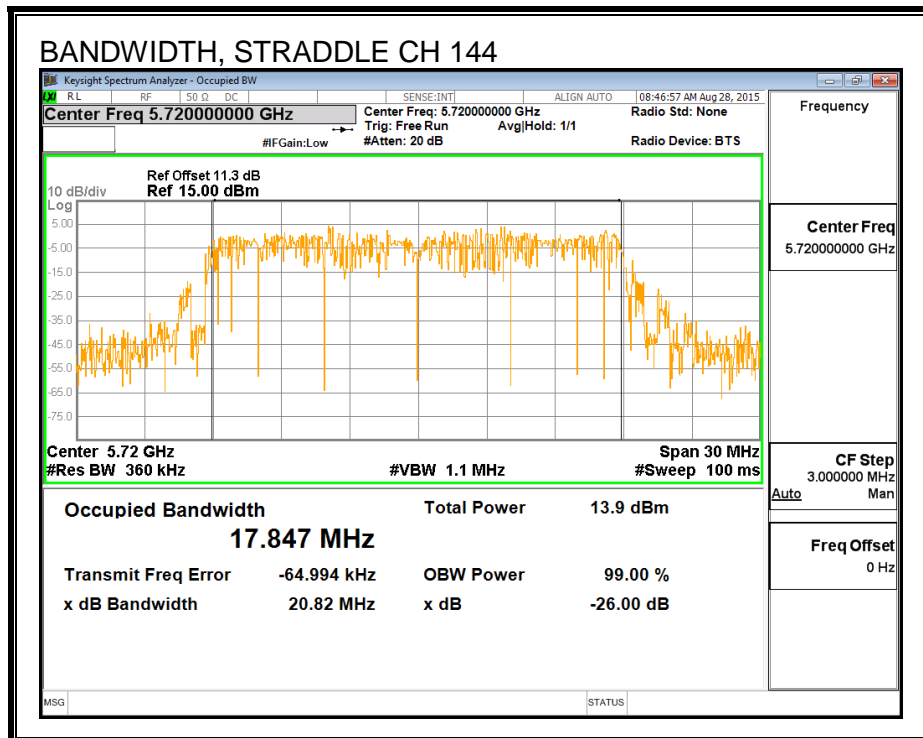 BANDWIDTH, STRADDLE CH 144
Keysight Spectrum Analyzer - Occupied BW
LXI RL RF 50 Ω DC SENSE:INT ALIGN AUTO 08:46:57 AM Aug 28, 2015
Center Freq 5.720000000 GHz
Center Freq: 5.720000000 GHz Radio Std: None
Trig: Free Run Avg|Hold: 1/1
#IFGain:Low #Atten: 20 dB Radio Device: BTS
Ref Offset 11.3 dB
10 dB/div Ref 15.00 dBm
Log
5.00
-5.00
-15.0
-25.0
-35.0
-45.0
-55.0
-65.0
-75.0
Center 5.72 GHz Span 30 MHz
#Res BW 360 kHz #VBW 1.1 MHz #Sweep 100 ms
Occupied Bandwidth Total Power 13.9 dBm
17.847 MHz
Transmit Freq Error -64.994 kHz OBW Power 99.00 %
x dB Bandwidth 20.82 MHz x dB -26.00 dB
MSG STATUS
Frequency
Center Freq
5.720000000 GHz
CF Step
3.000000 MHz
Auto Man
Freq Offset
0 Hz